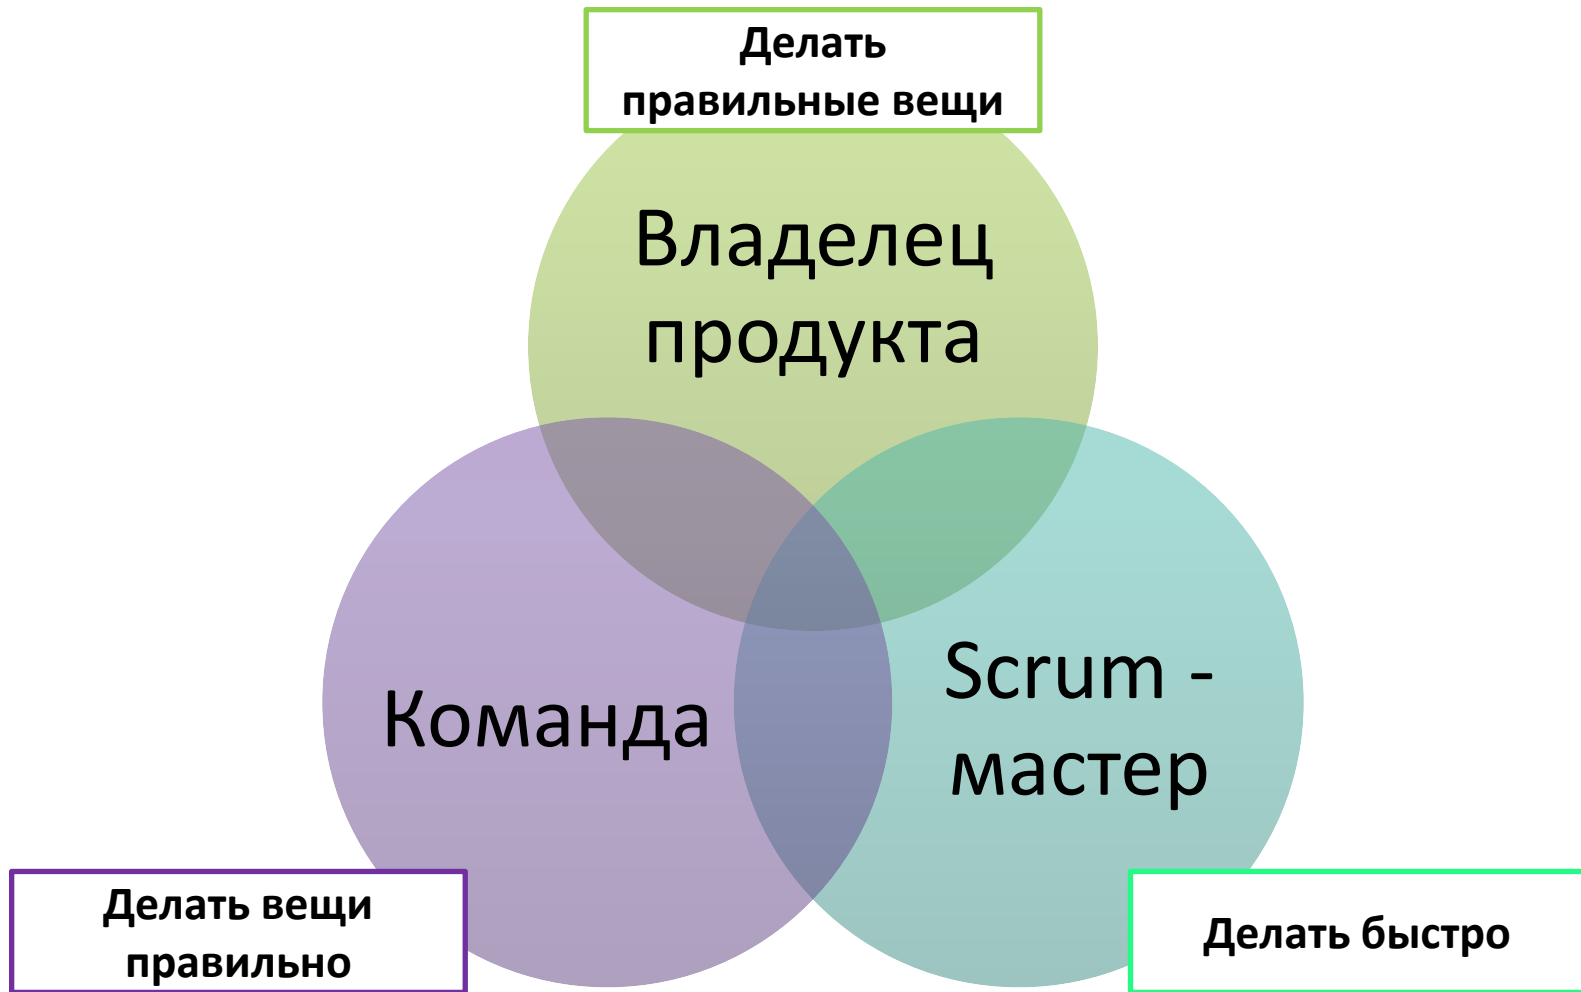 Делать
правильные вещи
Владелец
продукта
Команда
Scrum -
мастер
Делать вещи
правильно
Делать быстро